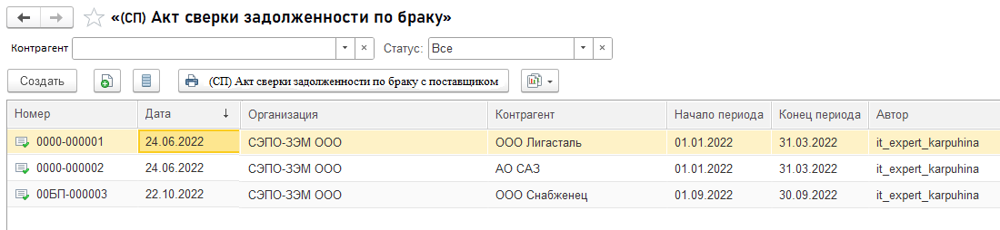 «(СП) Акт сверки задолженности по браку»
Контрагент Статус: Все
Создать (СП) Акт сверки задолженности по браку с поставщиком
Номер Дата ↓ Организация Контрагент Начало периода Конец периода Автор
0000-000001 24.06.2022 СЭПО-ЗЭМ ООО ООО Лигасталь 01.01.2022 31.03.2022 it_expert_karpuhina
0000-000002 24.06.2022 СЭПО-ЗЭМ ООО АО САЗ 01.01.2022 31.03.2022 it_expert_karpuhina
00БП-000003 22.10.2022 СЭПО-ЗЭМ ООО ООО Снабженец 01.09.2022 30.09.2022 it_expert_karpuhina